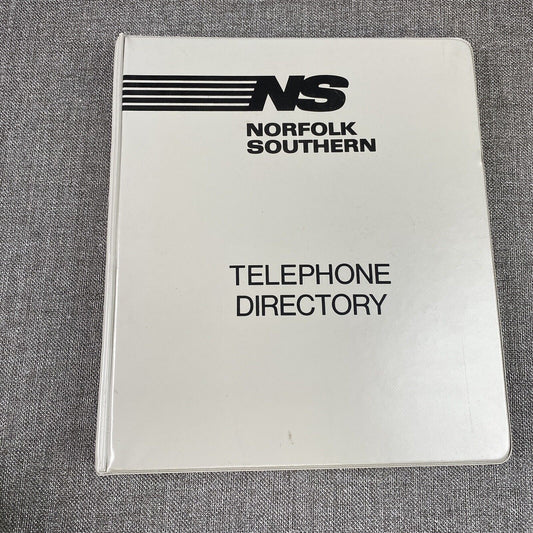 NS
NORFOLK
SOUTHERN
TELEPHONE
DIRECTORY